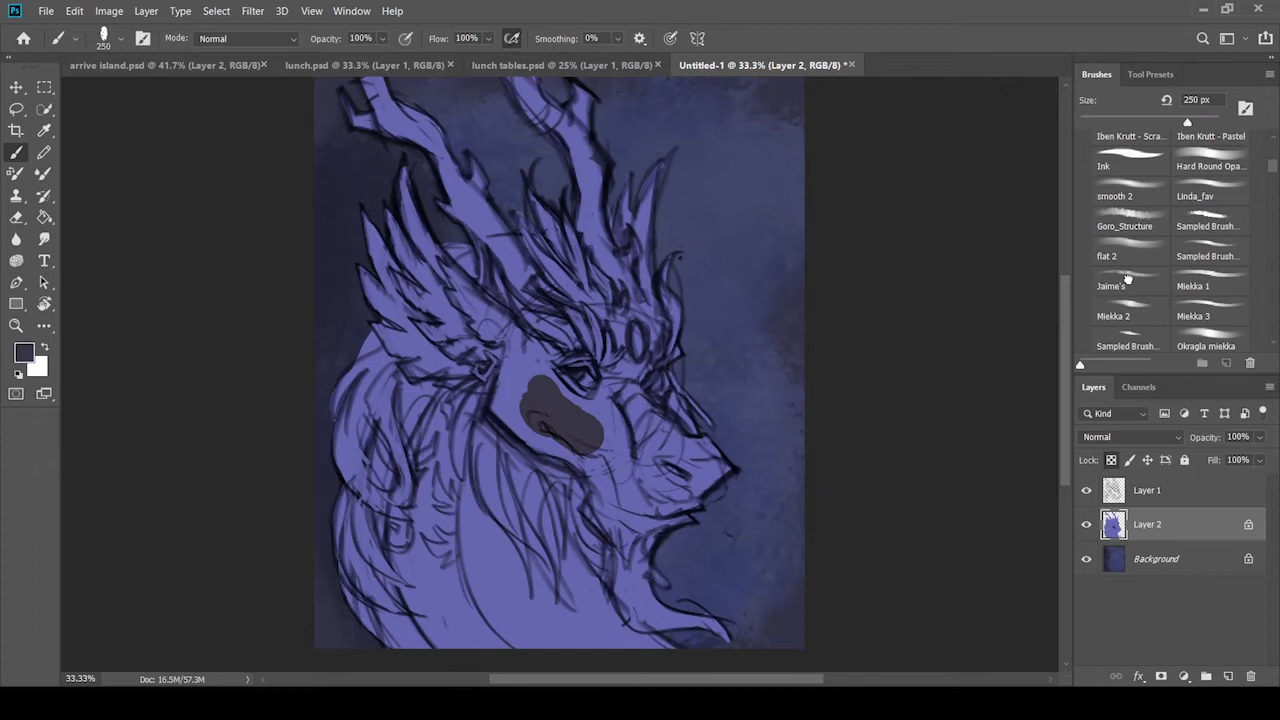 Ps File Edit Image Layer Type Select Filter 3D View Window Help
250 Mode: Normal Opacity: 100% Flow: 100% Smoothing: 0%
arrive island.psd @ 41.7% (Layer 2, RGB/8) lunch.psd @ 33.3% (Layer 1, RGB/8) lunch tables.psd @ 25% (Layer 1, RGB/8) Untitled-1 @ 33.3% (Layer 2, RGB/8) *
Brushes Tool Presets
Size: 250 px
Iben Krutt - Scra... Iben Krutt - Pastel
Ink Hard Round Opa...
smooth 2 Linda_fav
Goro_Structure Sampled Brush...
flat 2 Sampled Brush...
Jaime's Miekka 1
Miekka 2 Miekka 3
Sampled Brush... Okragla miekka
Layers Channels
Kind
Normal Opacity: 100%
Lock: Fill: 100%
Layer 1
Layer 2
Background
33.33% Doc: 16.5M/57.3M